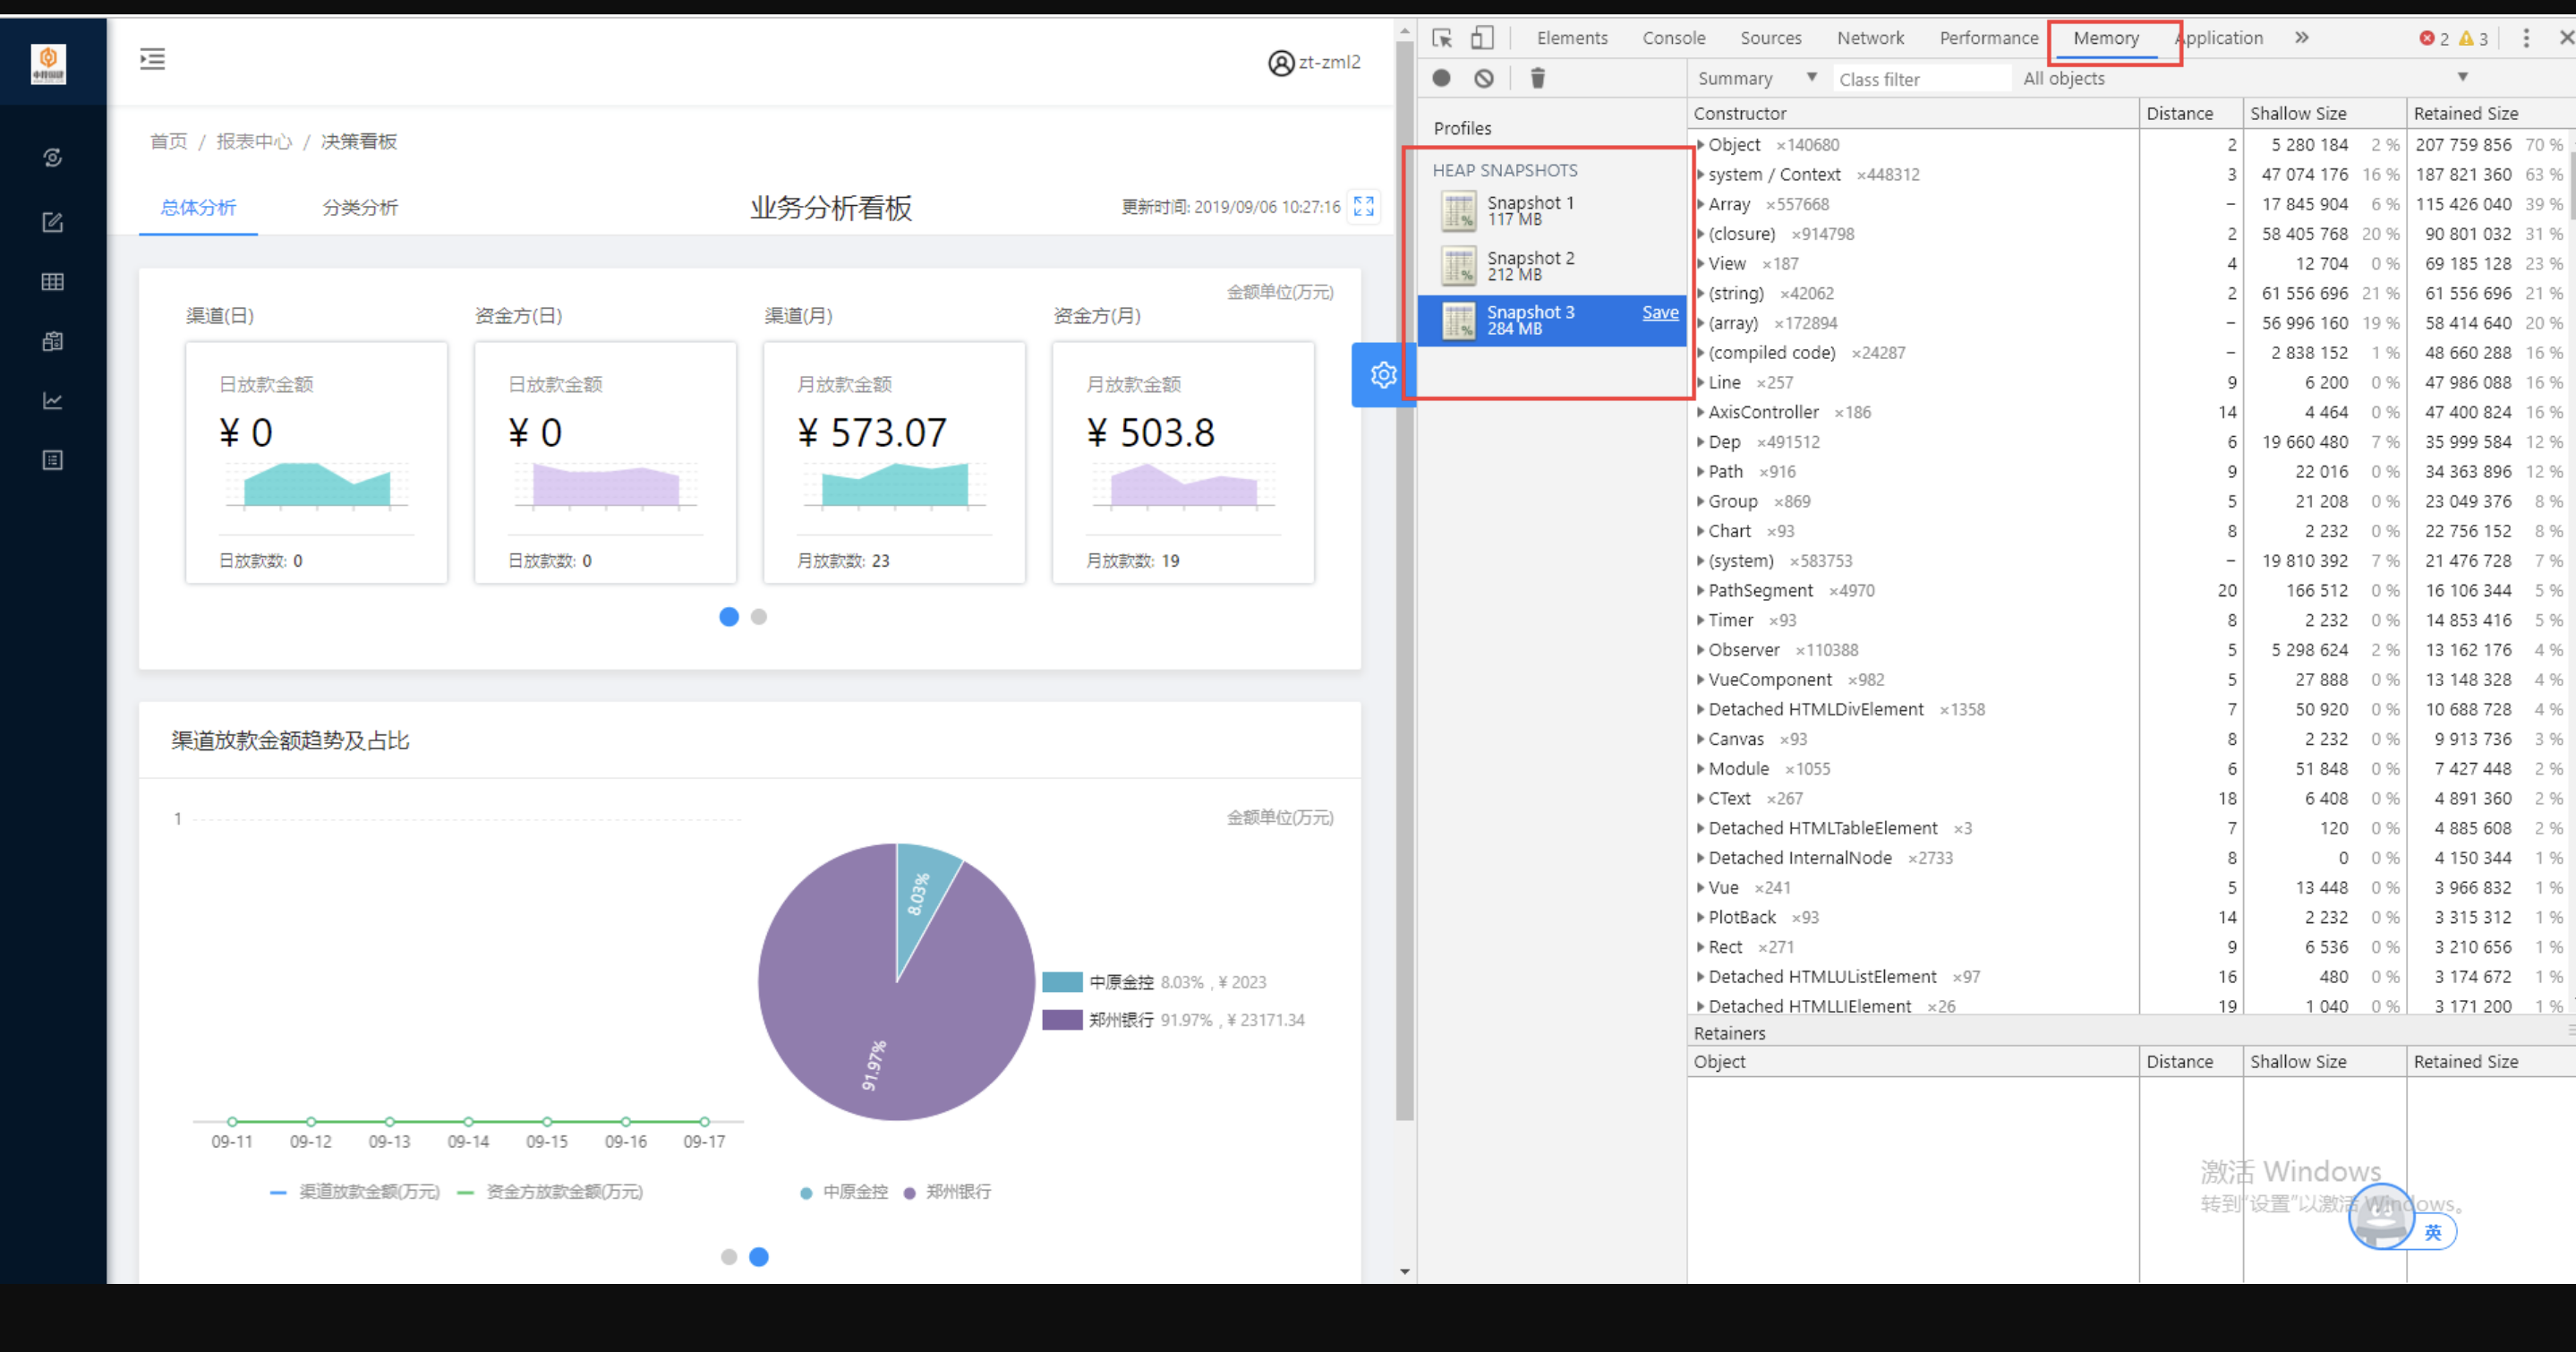 zt-zml2
首页 / 报表中心 / 决策看板
总体分析 分类分析 业务分析看板 更新时间: 2019/09/06 10:27:16
金额单位(万元)
渠道(日) 资金方(日) 渠道(月) 资金方(月)
日放款金额 日放款金额 月放款金额 月放款金额
¥ 0 ¥ 0 ¥ 573.07 ¥ 503.8
日放款数: 0 日放款数: 0 月放款数: 23 月放款数: 19
渠道放款金额趋势及占比
金额单位(万元)
1
8.03%
91.97%
中原金控 8.03% , ¥ 2023
郑州银行 91.97% , ¥ 23171.34
09-11 09-12 09-13 09-14 09-15 09-16 09-17
渠道放款金额(万元) 资金方放款金额(万元) 中原金控 郑州银行
Elements Console Sources Network Performance Memory Application » 2 3
Summary Class filter All objects
Profiles
HEAP SNAPSHOTS
Snapshot 1
117 MB
Snapshot 2
212 MB
Snapshot 3 Save
284 MB
Constructor Distance Shallow Size Retained Size
Object ×140680 2 5 280 184 2 % 207 759 856 70 %
system / Context ×448312 3 47 074 176 16 % 187 821 360 63 %
Array ×557668 – 17 845 904 6 % 115 426 040 39 %
(closure) ×914798 2 58 405 768 20 % 90 801 032 31 %
View ×187 4 12 704 0 % 69 185 128 23 %
(string) ×42062 2 61 556 696 21 % 61 556 696 21 %
(array) ×172894 – 56 996 160 19 % 58 414 640 20 %
(compiled code) ×24287 – 2 838 152 1 % 48 660 288 16 %
Line ×257 9 6 200 0 % 47 986 088 16 %
AxisController ×186 14 4 464 0 % 47 400 824 16 %
Dep ×491512 6 19 660 480 7 % 35 999 584 12 %
Path ×916 9 22 016 0 % 34 363 896 12 %
Group ×869 5 21 208 0 % 23 049 376 8 %
Chart ×93 8 2 232 0 % 22 756 152 8 %
(system) ×583753 – 19 810 392 7 % 21 476 728 7 %
PathSegment ×4970 20 166 512 0 % 16 106 344 5 %
Timer ×93 8 2 232 0 % 14 853 416 5 %
Observer ×110388 5 5 298 624 2 % 13 162 176 4 %
VueComponent ×982 5 27 888 0 % 13 148 328 4 %
Detached HTMLDivElement ×1358 7 50 920 0 % 10 688 728 4 %
Canvas ×93 8 2 232 0 % 9 913 736 3 %
Module ×1055 6 51 848 0 % 7 427 448 2 %
CText ×267 18 6 408 0 % 4 891 360 2 %
Detached HTMLTableElement ×3 7 120 0 % 4 885 608 2 %
Detached InternalNode ×2733 8 0 0 % 4 150 344 1 %
Vue ×241 5 13 448 0 % 3 966 832 1 %
PlotBack ×93 14 2 232 0 % 3 315 312 1 %
Rect ×271 9 6 536 0 % 3 210 656 1 %
Detached HTMLUListElement ×97 16 480 0 % 3 174 672 1 %
Detached HTMLLIElement ×26 19 1 040 0 % 3 171 200 1 %
Retainers
Object Distance Shallow Size Retained Size
激活 Windows
转到"设置"以激活 Windows。
英